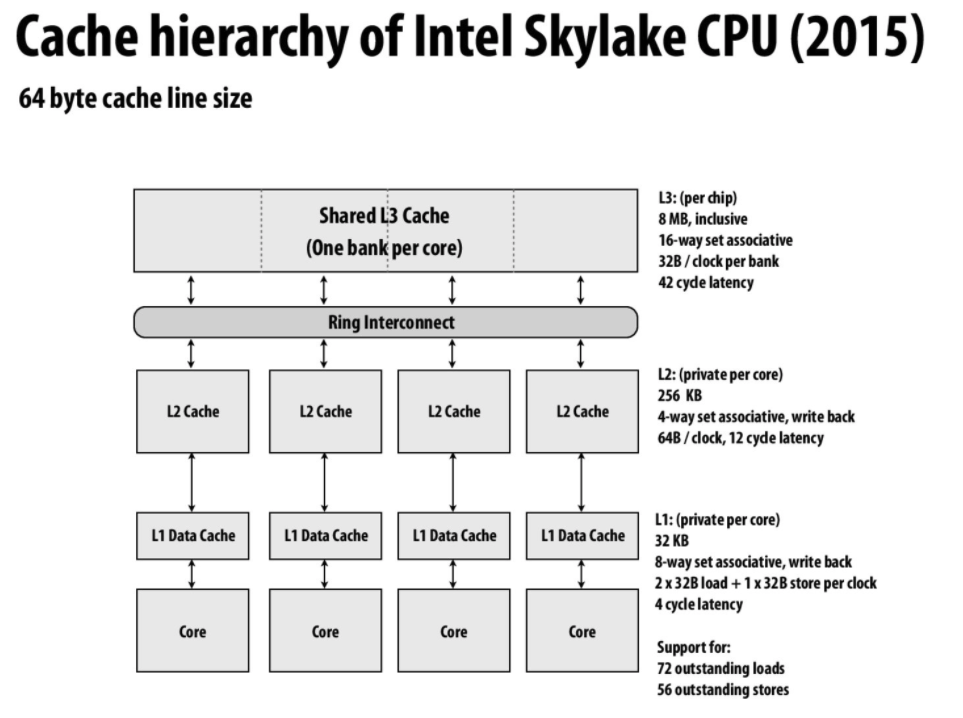 Cache hierarchy of Intel Skylake CPU (2015)
64 byte cache line size
Shared L3 Cache
(One bank per core)
L3: (per chip)
8 MB, inclusive
16-way set associative
32B / clock per bank
42 cycle latency
Ring Interconnect
L2 Cache
L2 Cache
L2 Cache
L2 Cache
L2: (private per core)
256 KB
4-way set associative, write back
64B / clock, 12 cycle latency
L1 Data Cache
L1 Data Cache
L1 Data Cache
L1 Data Cache
L1: (private per core)
32 KB
8-way set associative, write back
2 x 32B load + 1 x 32B store per clock
4 cycle latency
Core
Core
Core
Core
Support for:
72 outstanding loads
56 outstanding stores